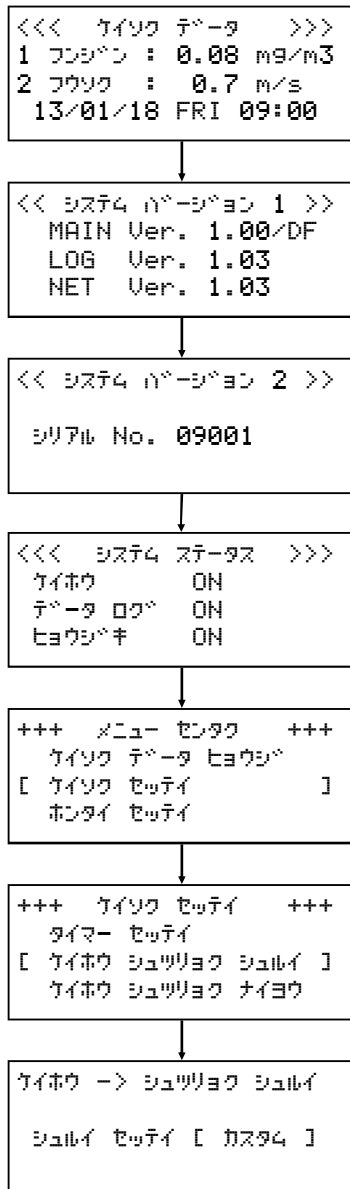 <<<  ケイソク データ  >>>
1 フンジン : 0.08 mg/m3
2 フウソク : 0.7 m/s
13/01/18 FRI 09:00
<< システム バージョン 1 >>
MAIN Ver. 1.00/DF
LOG Ver. 1.03
NET Ver. 1.03
<< システム バージョン 2 >>
シリアル No. 09001
<<< システム ステータス >>>
ケイホウ ON
データ ログ ON
ヒョウジキ ON
+++ メニュー センタク +++
ケイソク データ ヒョウジ
[ ケイソク セッテイ ]
ホンタイ セッテイ
+++ ケイソク セッテイ +++
タイマー セッテイ
[ ケイホウ シュツリョク シュルイ ]
ケイホウ シュツリョク ナイヨウ
ケイホウ -> シュツリョク シュルイ
シュルイ セッテイ [ カスタム ]